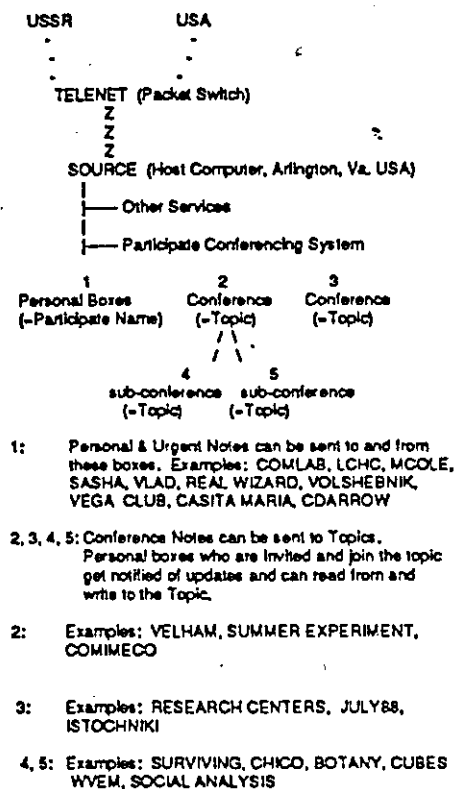 USSR USA
TELENET (Packet Switch)
Z
Z
Z
SOURCE (Host Computer, Arlington, Va. USA)
Other Services
Participate Conferencing System
1 2 3
Personal Boxes Conference Conference
(-Participate Name) (-Topic) (-Topic)
4 5
sub-conference sub-conference
(-Topic) (-Topic)
1: Personal & Urgent Notes can be sent to and from
these boxes. Examples: COMLAB, LCHC, MCOLE,
SASHA, VLAD, REAL WIZARD, VOLSHEBNIK,
VEGA CLUB, CASITA MARIA, CDARROW
2, 3, 4, 5: Conference Notes can be sent to Topics.
Personal boxes who are invited and join the topic
get notified of updates and can read from and
write to the Topic.
2: Examples: VELHAM, SUMMER EXPERIMENT,
COMIMECO
3: Examples: RESEARCH CENTERS, JULY88,
ISTOCHNIKI
4, 5: Examples: SURVIVING, CHICO, BOTANY, CUBES
WVEM, SOCIAL ANALYSIS